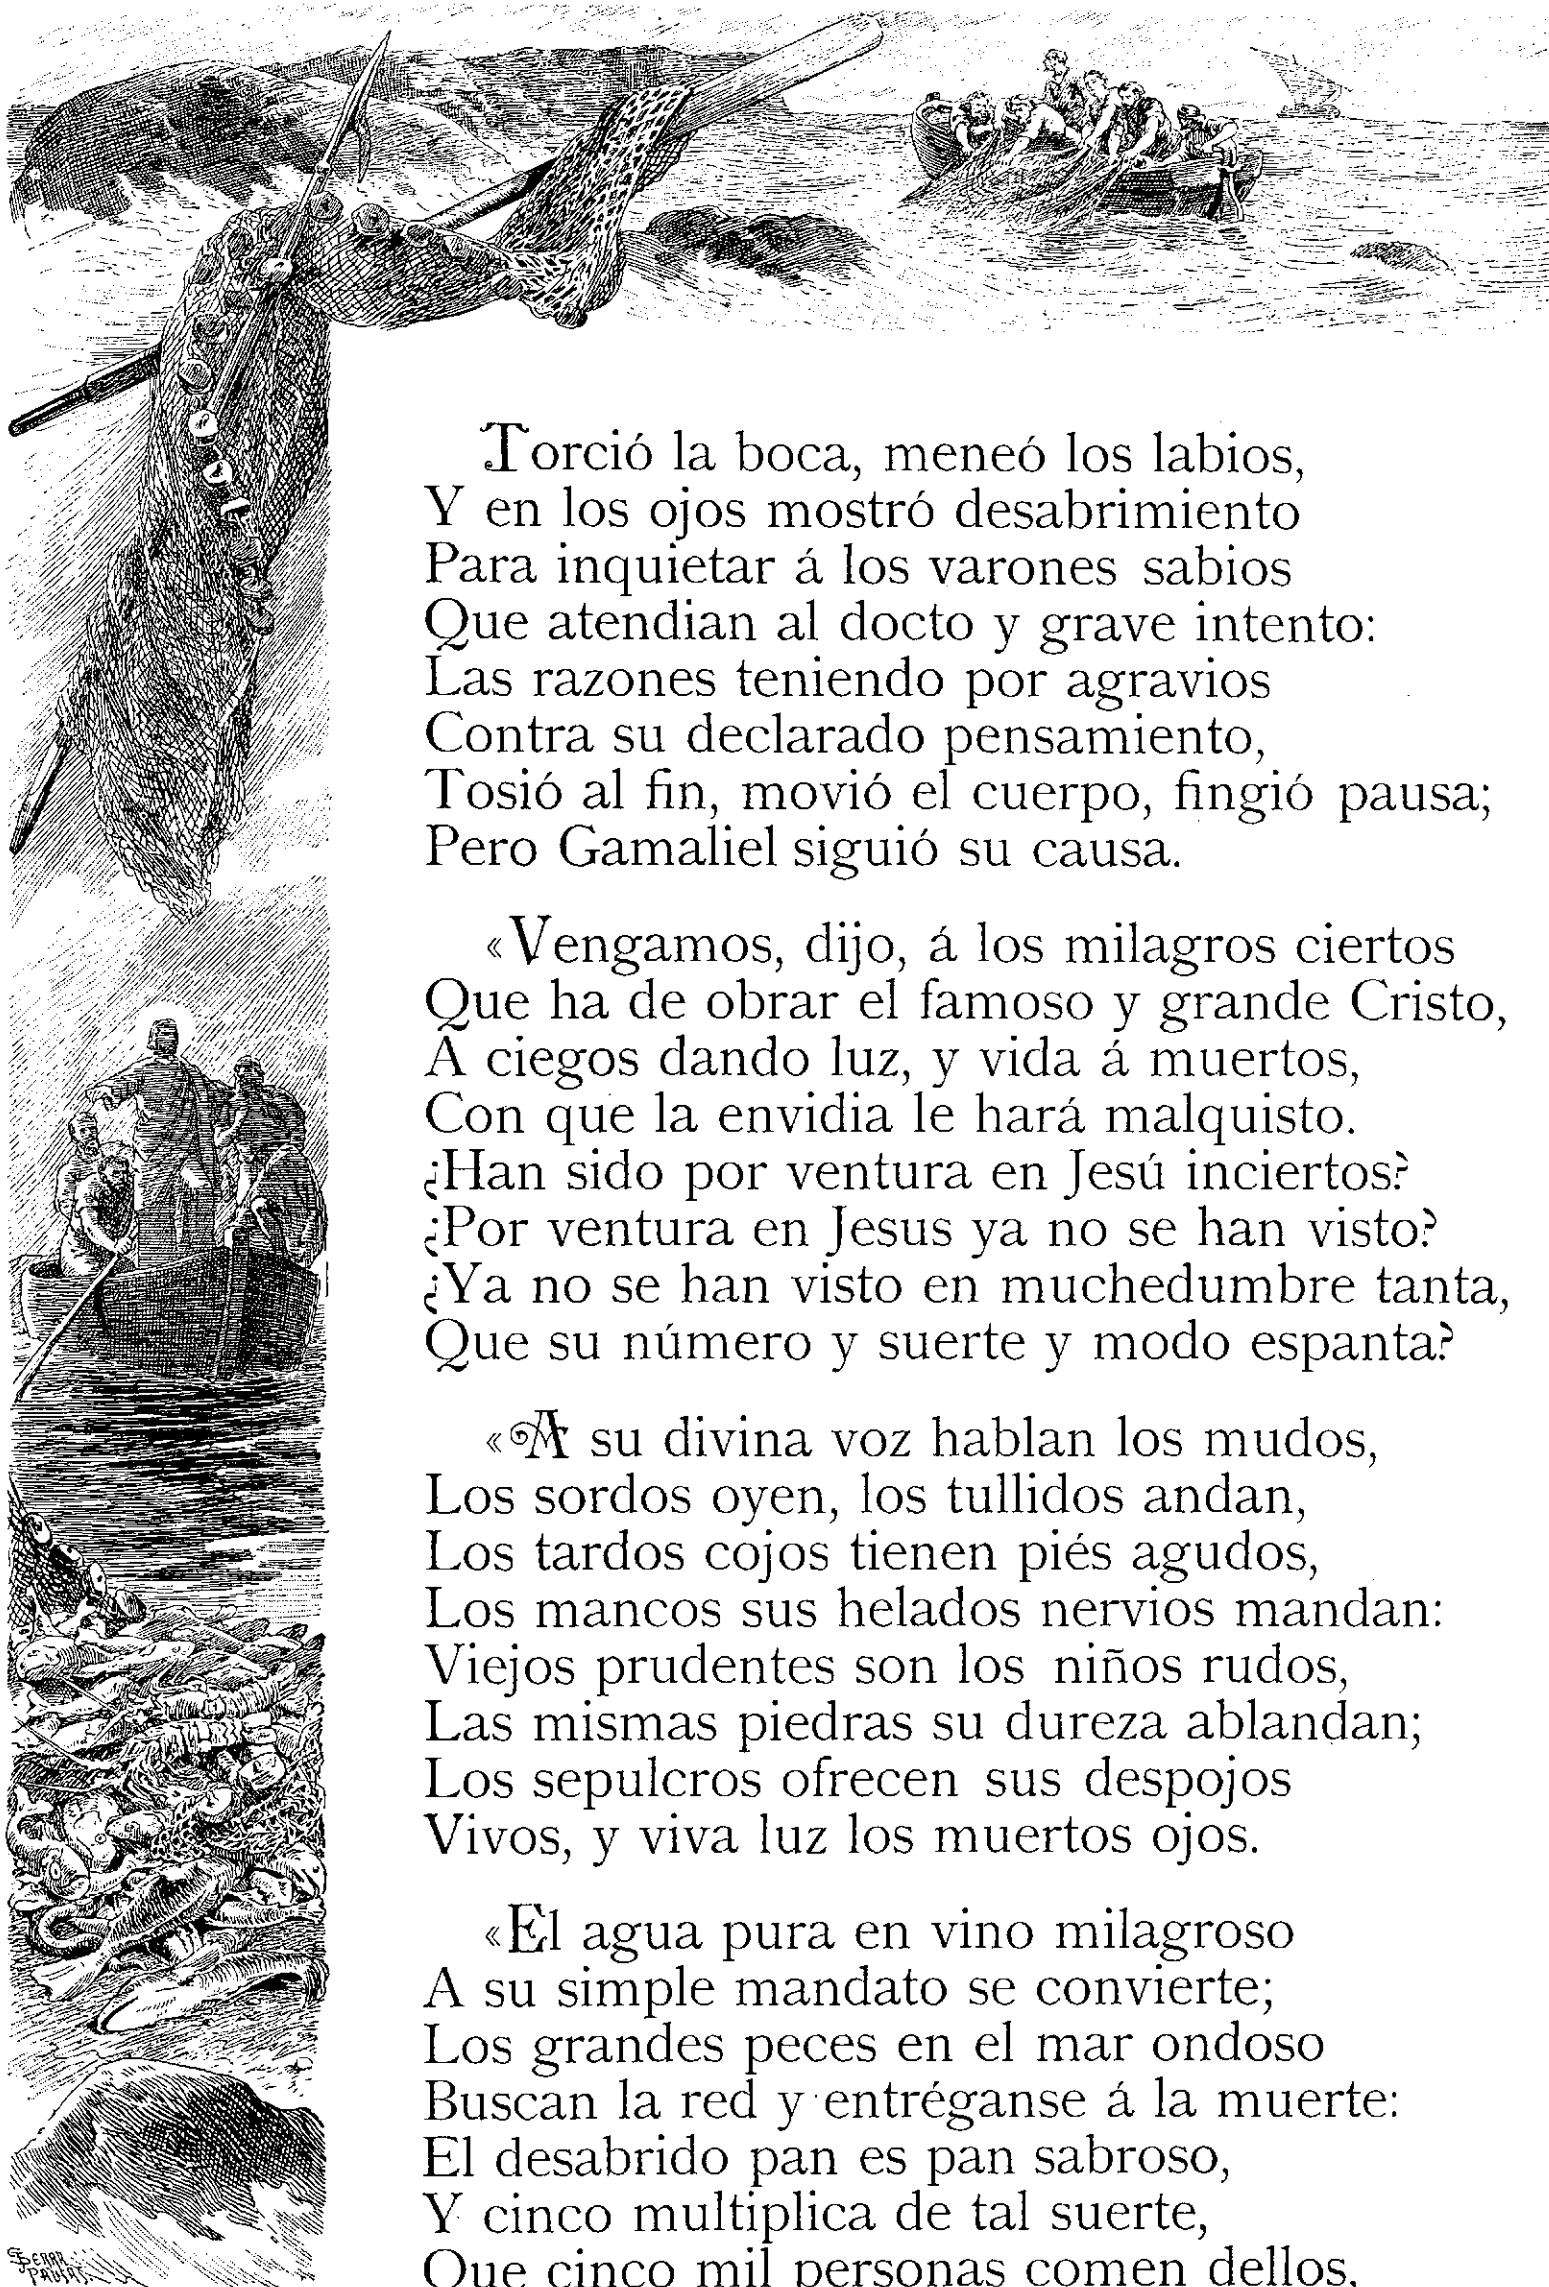 Torció la boca, meneó los labios,
Y en los ojos mostró desabrimiento
Para inquietar á los varones sabios
Que atendian al docto y grave intento:
Las razones teniendo por agravios
Contra su declarado pensamiento,
Tosió al fin, movió el cuerpo, fingió pausa;
Pero Gamaliel siguió su causa.
«Vengamos, dijo, á los milagros ciertos
Que ha de obrar el famoso y grande Cristo,
A ciegos dando luz, y vida á muertos,
Con que la envidia le hará malquisto.
¿Han sido por ventura en Jesú inciertos?
¿Por ventura en Jesus ya no se han visto?
¿Ya no se han visto en muchedumbre tanta,
Que su número y suerte y modo espanta?
«A su divina voz hablan los mudos,
Los sordos oyen, los tullidos andan,
Los tardos cojos tienen piés agudos,
Los mancos sus helados nervios mandan:
Viejos prudentes son los niños rudos,
Las mismas piedras su dureza ablandan;
Los sepulcros ofrecen sus despojos
Vivos, y viva luz los muertos ojos.
«El agua pura en vino milagroso
A su simple mandato se convierte;
Los grandes peces en el mar ondoso
Buscan la red y entréganse á la muerte:
El desabrido pan es pan sabroso,
Y cinco multiplica de tal suerte,
Que cinco mil personas comen dellos,